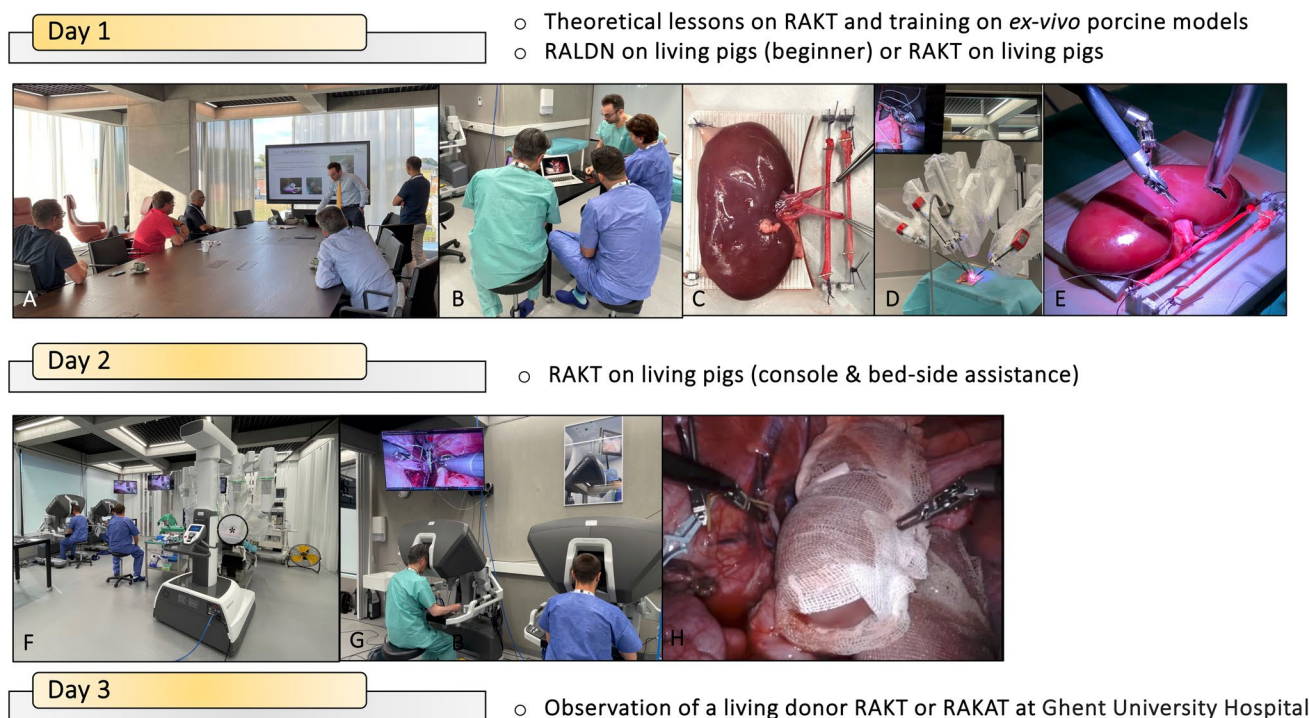 Day 1
○ Theoretical lessons on RAKT and training on ex-vivo porcine models
○ RALDN on living pigs (beginner) or RAKT on living pigs
A
B
C
D
E
Day 2
○ RAKT on living pigs (console & bed-side assistance)
F
*
G
B
H
Day 3
○ Observation of a living donor RAKT or RAKAT at Ghent University Hospital